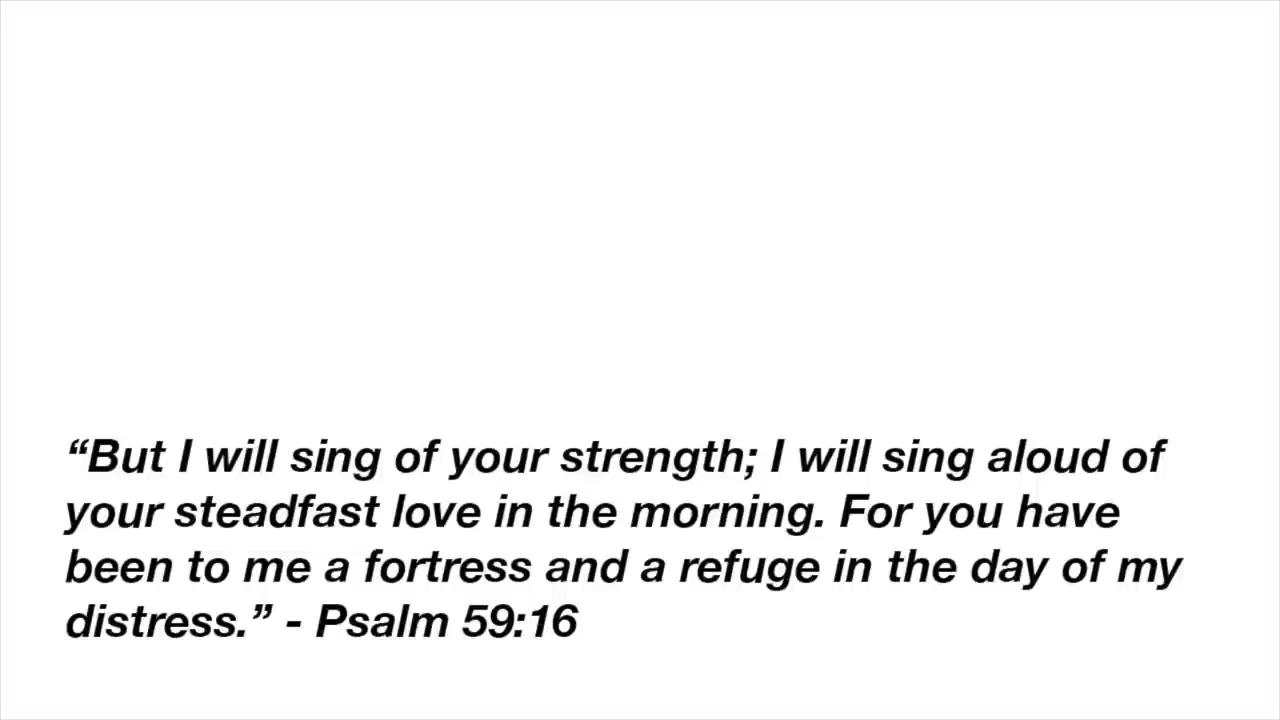 “But I will sing of your strength; I will sing aloud of
your steadfast love in the morning. For you have
been to me a fortress and a refuge in the day of my
distress.” - Psalm 59:16